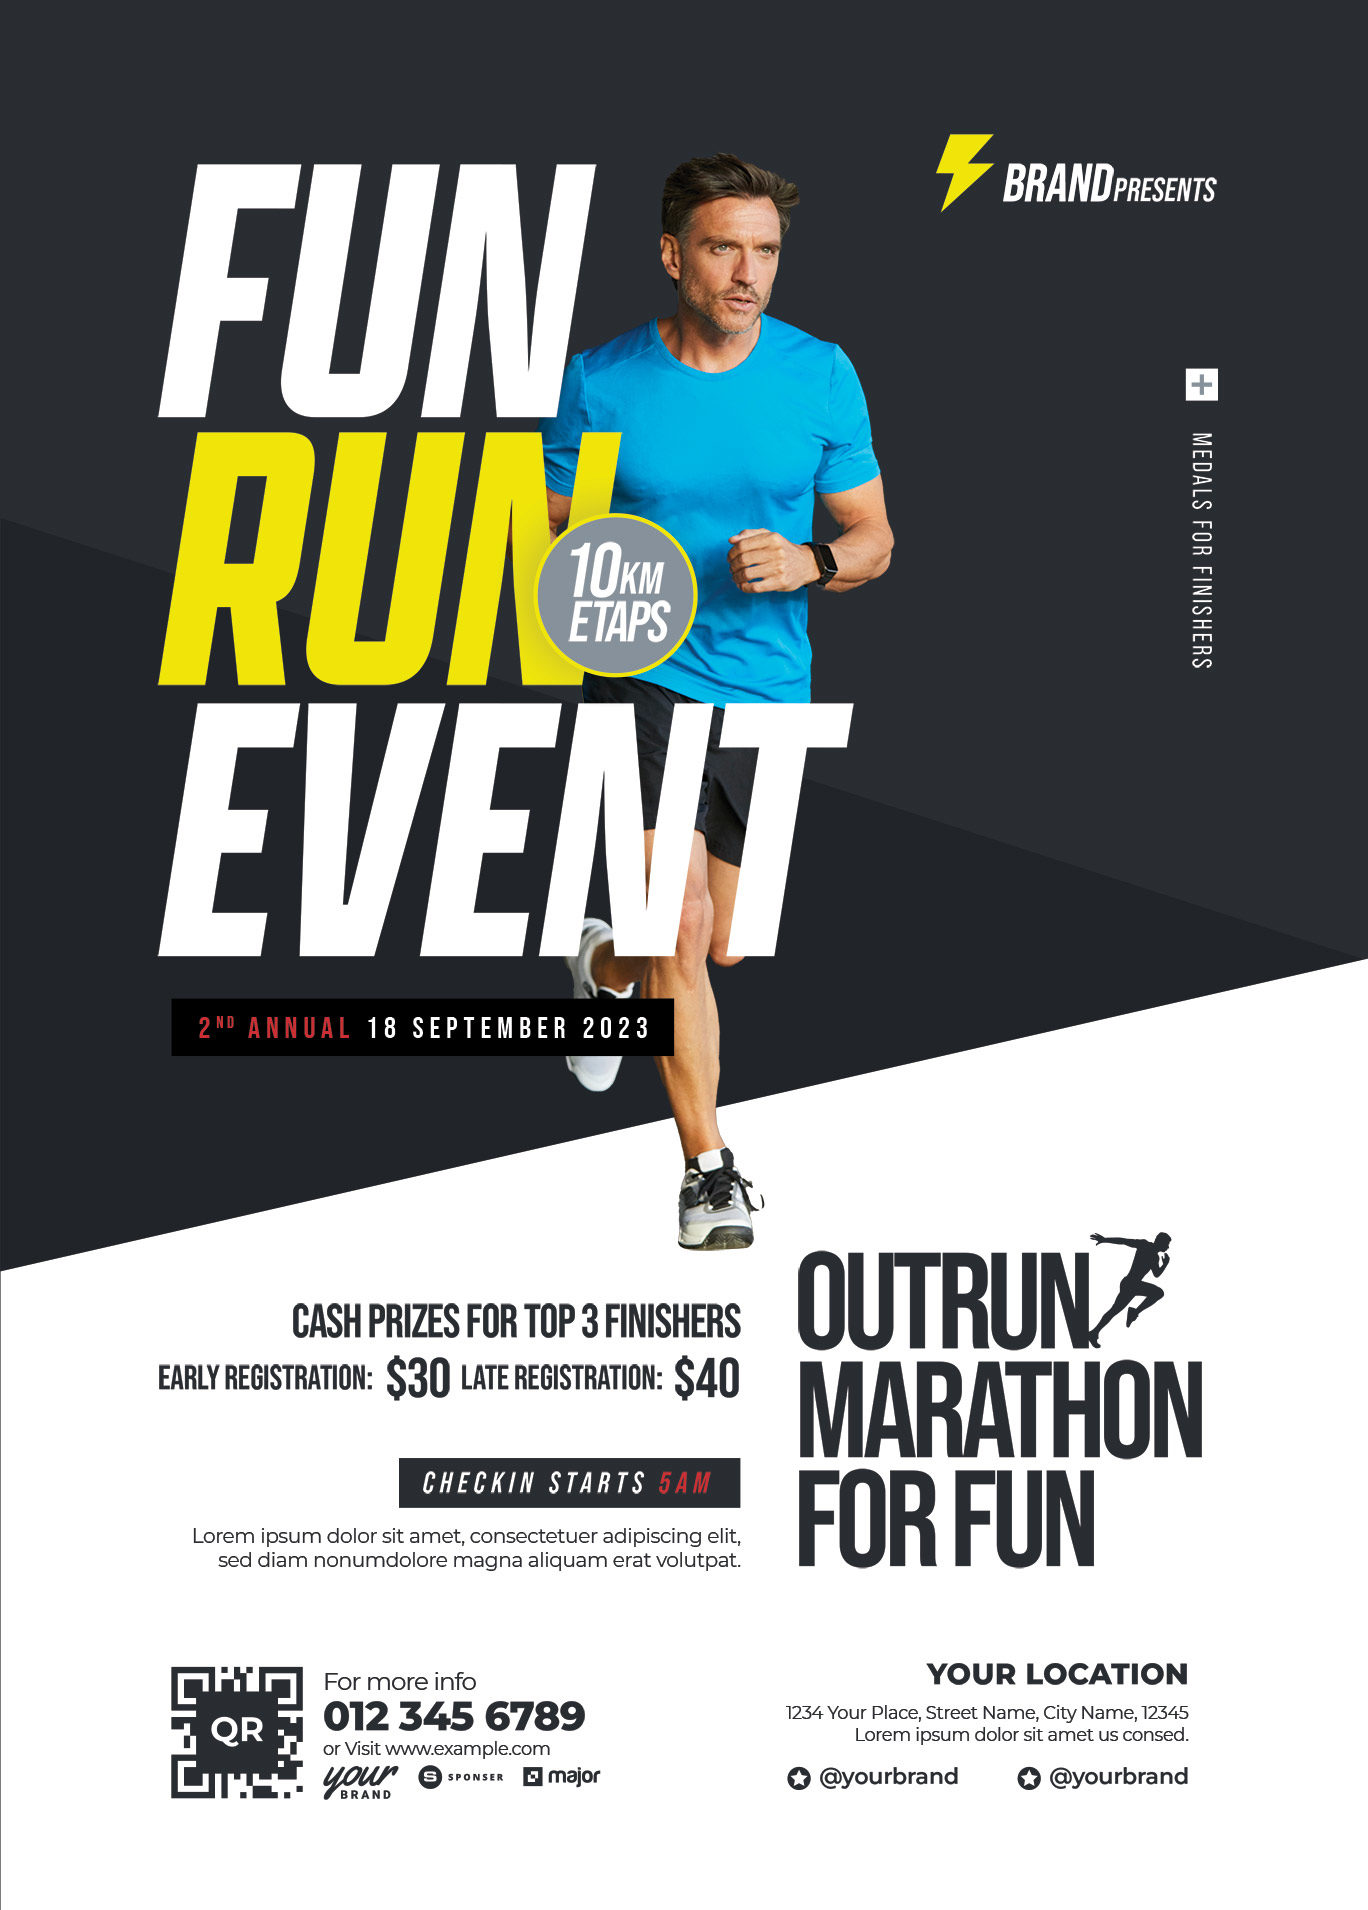 BRAND PRESENTS
FUN
RUN
EVENT
10KM
ETAPS
+
MEDALS FOR FINISHERS
2ND ANNUAL 18 SEPTEMBER 2023
CASH PRIZES FOR TOP 3 FINISHERS
EARLY REGISTRATION: $30 LATE REGISTRATION: $40
CHECKIN STARTS 5AM
Lorem ipsum dolor sit amet, consectetuer adipiscing elit,
sed diam nonumdolore magna aliquam erat volutpat.
OUTRUN
MARATHON
FOR FUN
QR
For more info
012 345 6789
or Visit www.example.com
your BRAND
S SPONSER
major
YOUR LOCATION
1234 Your Place, Street Name, City Name, 12345
Lorem ipsum dolor sit amet us consed.
@yourbrand @yourbrand